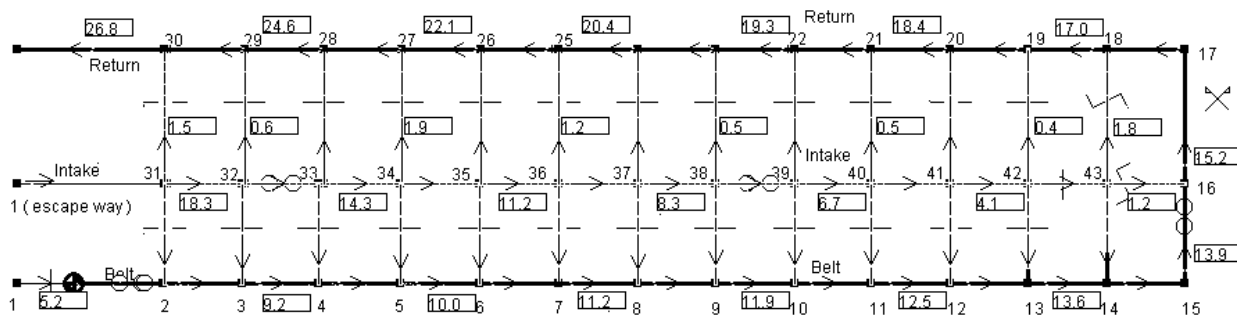 26.8 24.6 22.1 20.4 19.3 Return 18.4 17.0
30 29 28 27 26 25 22 21 20 19 18 17
Return
1.5 0.6 1.9 1.2 0.5 0.5 0.4 1.8
15.2
Intake Intake
31 32 33 34 35 36 37 38 39 40 41 42 43 16
1 ( escape way) 18.3 14.3 11.2 8.3 6.7 4.1 1.2
13.9
Belt Belt
5.2 9.2 10.0 11.2 11.9 12.5 13.6
1 2 3 4 5 6 7 8 9 10 11 12 13 14 15